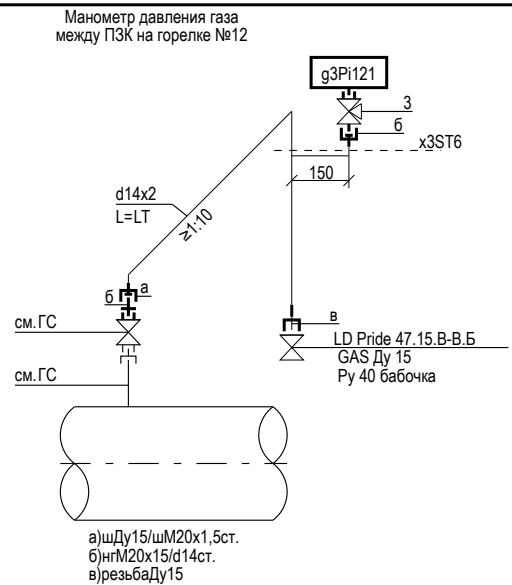 Манометр давления газа
между ПЗК на горелке №12
g3Pi121
3
б
x3ST6
150
d14x2
L=LT
≥1:10
а
б
см.ГС
в
LD Pride 47.15.В-В.Б
GAS Ду 15
Ру 40 бабочка
см.ГС
а)шДу15/шМ20х1,5ст.
б)нгМ20х15/d14ст.
в)резьбаДу15